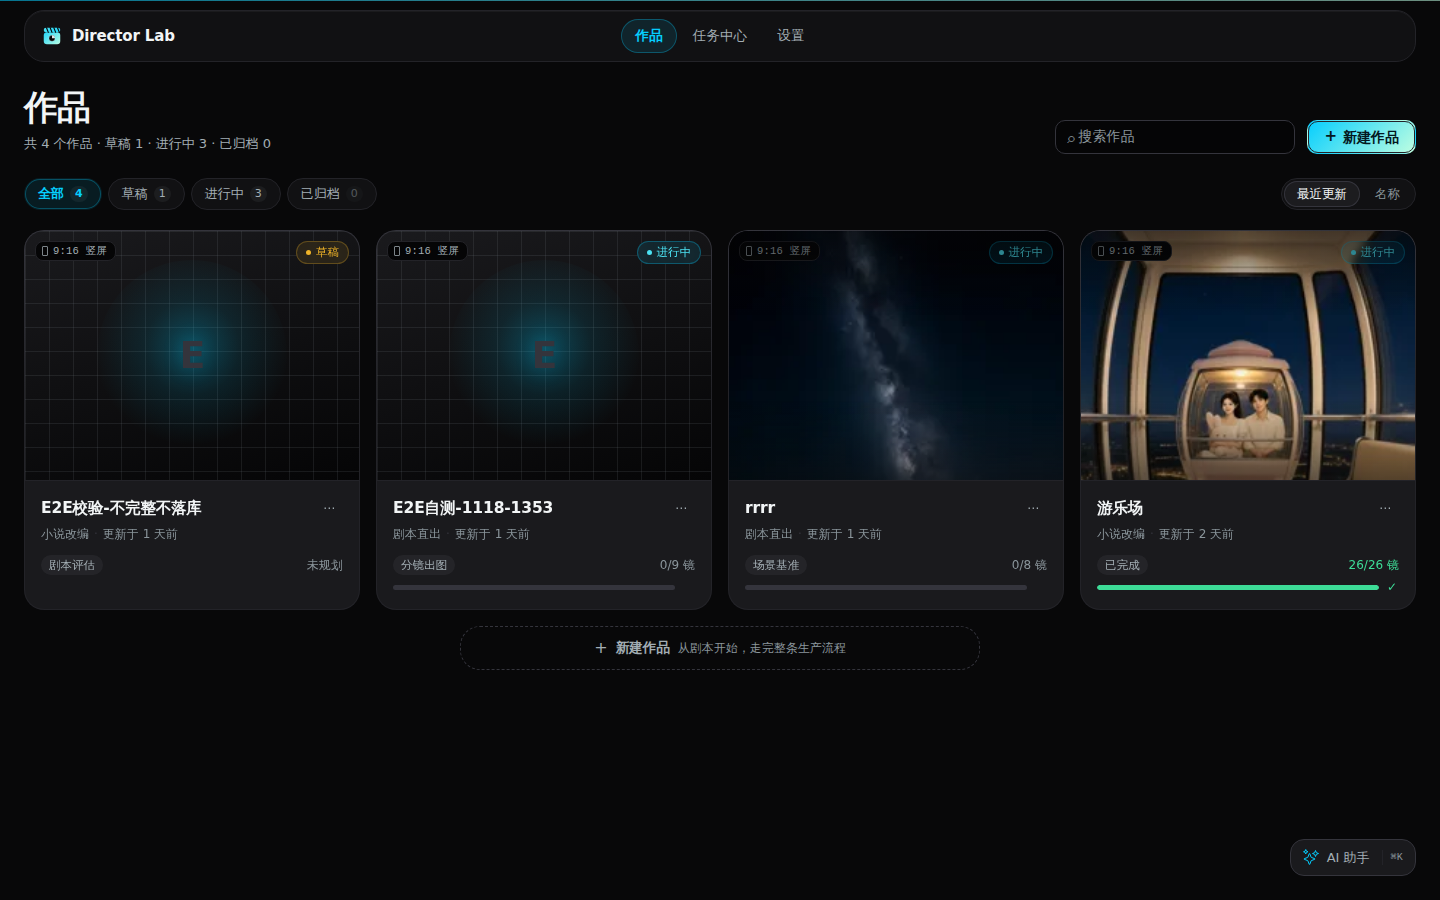 Director Lab
作品 任务中心 设置
作品
共 4 个作品 · 草稿 1 · 进行中 3 · 已归档 0
搜索作品
+ 新建作品
全部 4 草稿 1 进行中 3 已归档 0
最近更新 名称
9:16 竖屏 草稿
E
E2E校验-不完整不落库 ···
小说改编 · 更新于 1 天前
剧本评估 未规划
9:16 竖屏 进行中
E
E2E自测-1118-1353 ···
剧本直出 · 更新于 1 天前
分镜出图 0/9 镜
9:16 竖屏 进行中
rrrr ···
剧本直出 · 更新于 1 天前
场景基准 0/8 镜
9:16 竖屏 进行中
游乐场 ···
小说改编 · 更新于 2 天前
已完成 26/26 镜
✓
+ 新建作品 从剧本开始，走完整条生产流程
AI 助手 ⌘K